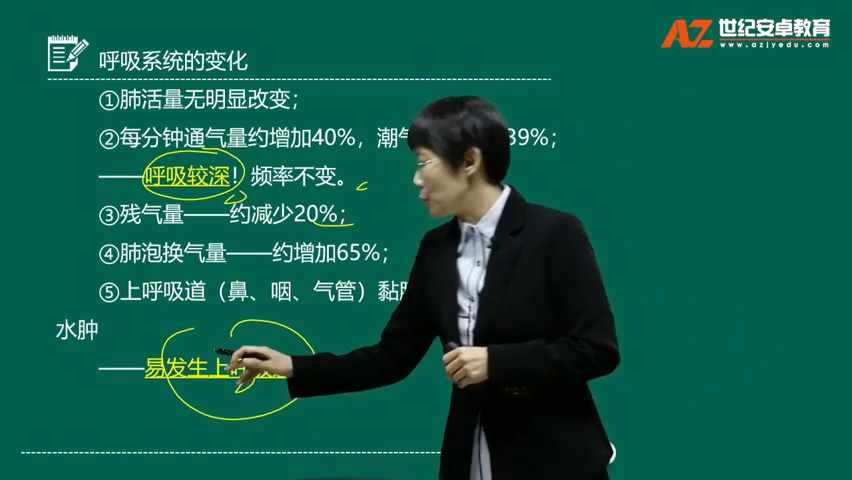 AZ 世纪安卓教育
www.azjyedu.com
呼吸系统的变化
①肺活量无明显改变；
②每分钟通气量约增加40%，潮 39%；
——呼吸较深！频率不变。
③残气量——约减少20%；
④肺泡换气量——约增加65%；
⑤上呼吸道（鼻、咽、气管）黏
水肿
——易发生上